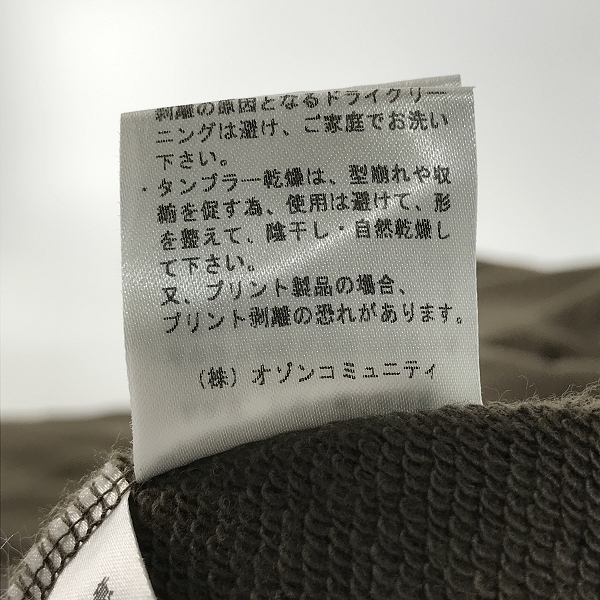 剥離の原因となるドライクリー
ニングは避け、ご家庭でお洗い
下さい。
・タンブラー乾燥は、型崩れや収
納を促す為、使用は避けて、形
を整えて、陰干し・自然乾燥し
て下さい。
又、プリント製品の場合、
プリント剥離の恐れがあります。
（株）オゾンコミュニティ